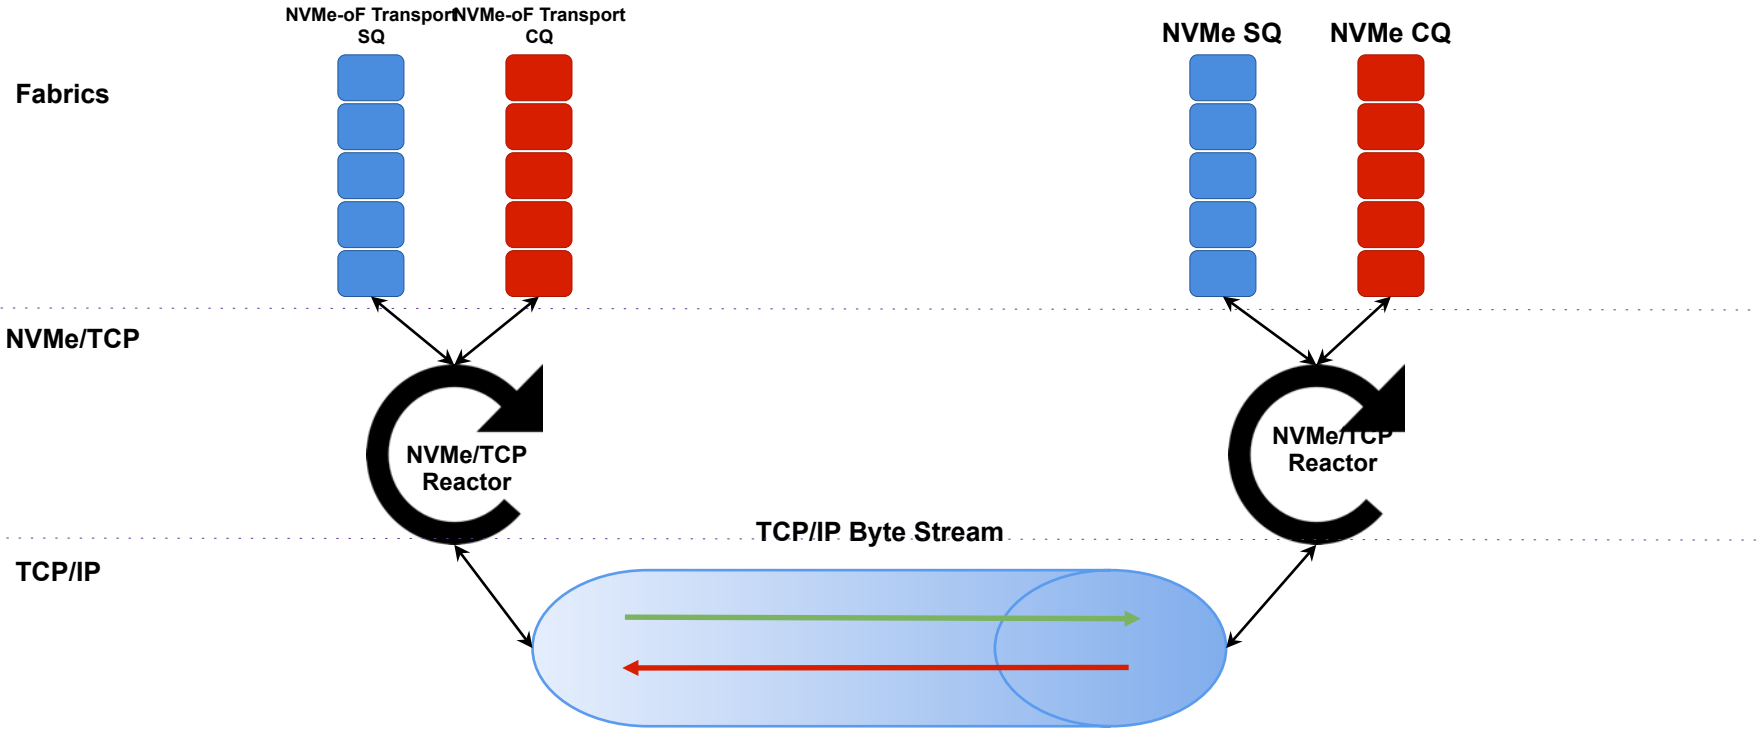 NVMe-oF Transport
SQ
NVMe-oF Transport
CQ
NVMe SQ
NVMe CQ
Fabrics
NVMe/TCP
NVMe/TCP
Reactor
NVMe/TCP
Reactor
TCP/IP Byte Stream
TCP/IP